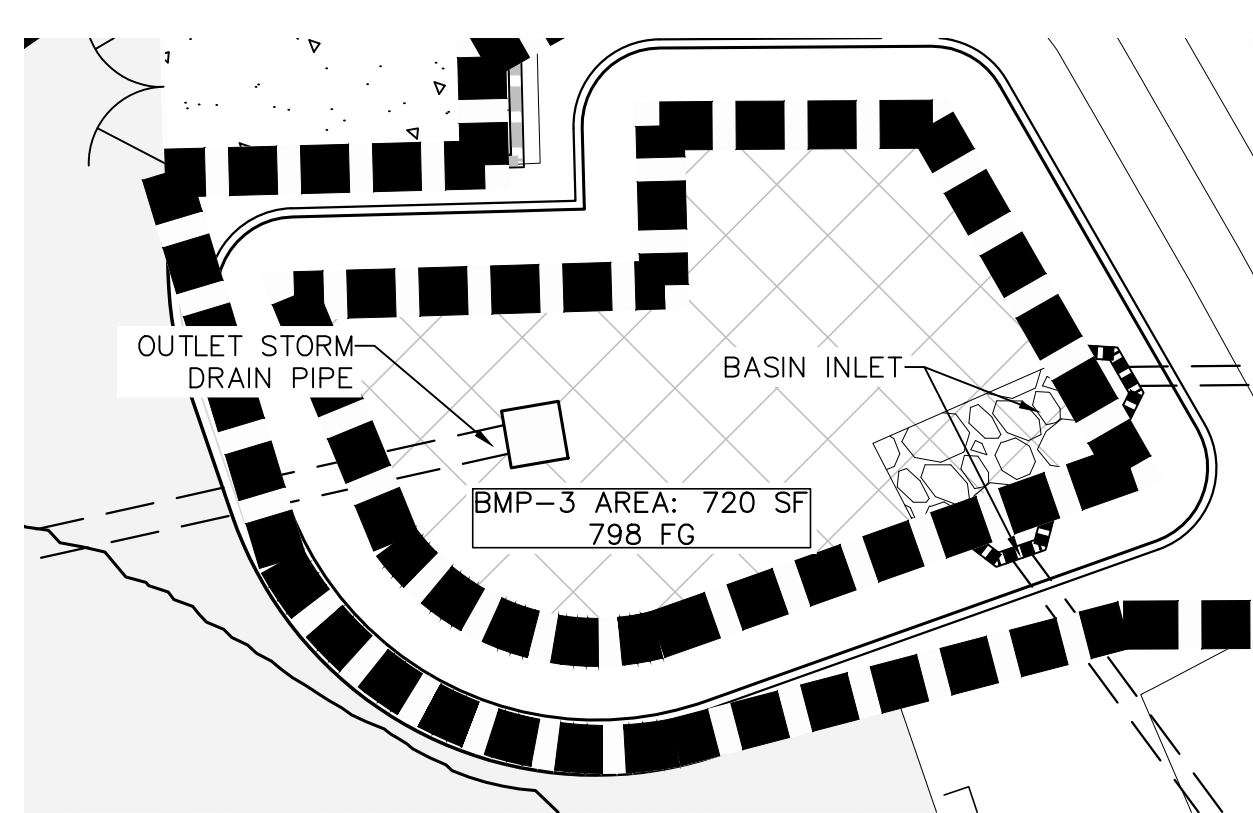 OUTLET STORM
DRAIN PIPE
BASIN INLET
BMP-3 AREA: 720 SF
798 FG